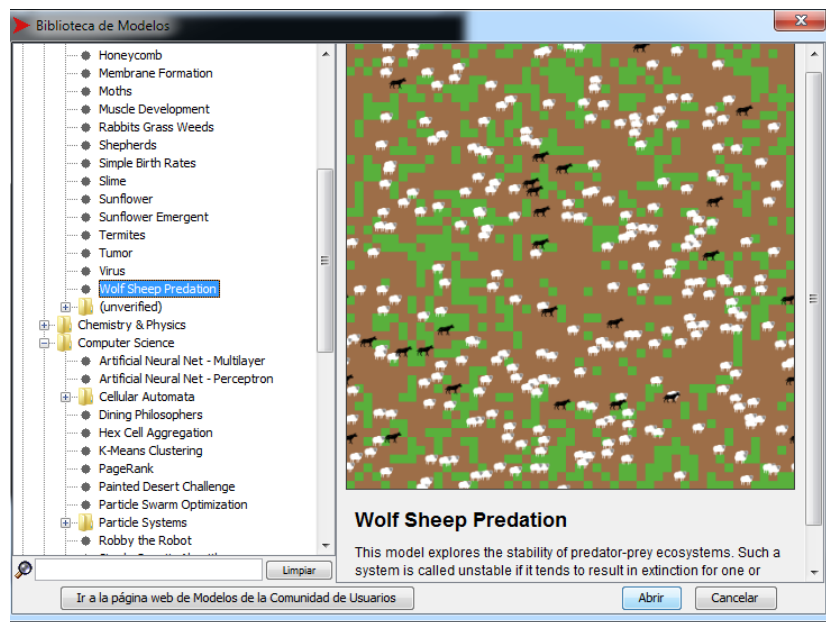 Biblioteca de Modelos
Honeycomb
Membrane Formation
Moths
Muscle Development
Rabbits Grass Weeds
Shepherds
Simple Birth Rates
Slime
Sunflower
Sunflower Emergent
Termites
Tumor
Virus
Wolf Sheep Predation
(unverified)
Chemistry & Physics
Computer Science
Artificial Neural Net - Multilayer
Artificial Neural Net - Perceptron
Cellular Automata
Dining Philosophers
Hex Cell Aggregation
K-Means Clustering
PageRank
Painted Desert Challenge
Particle Swarm Optimization
Particle Systems
Robby the Robot
Wolf Sheep Predation
This model explores the stability of predator-prey ecosystems. Such a
system is called unstable if it tends to result in extinction for one or
Limpiar
Ir a la página web de Modelos de la Comunidad de Usuarios
Abrir
Cancelar